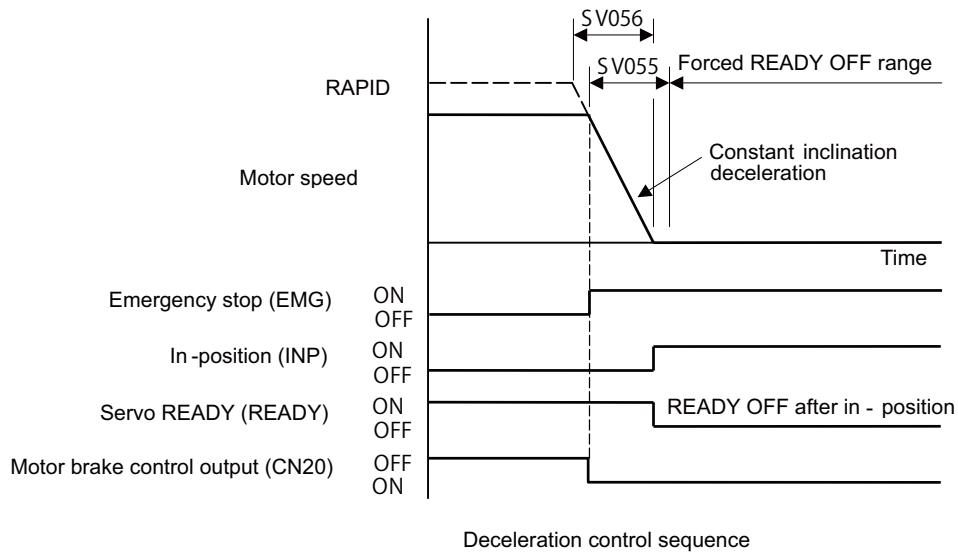 SV056
SV055
Forced READY OFF range
RAPID
Constant inclination
deceleration
Motor speed
Time
Emergency stop (EMG)
ON
OFF
In-position (INP)
ON
OFF
Servo READY (READY)
ON
OFF
READY OFF after in - position
Motor brake control output (CN20)
OFF
ON
Deceleration control sequence